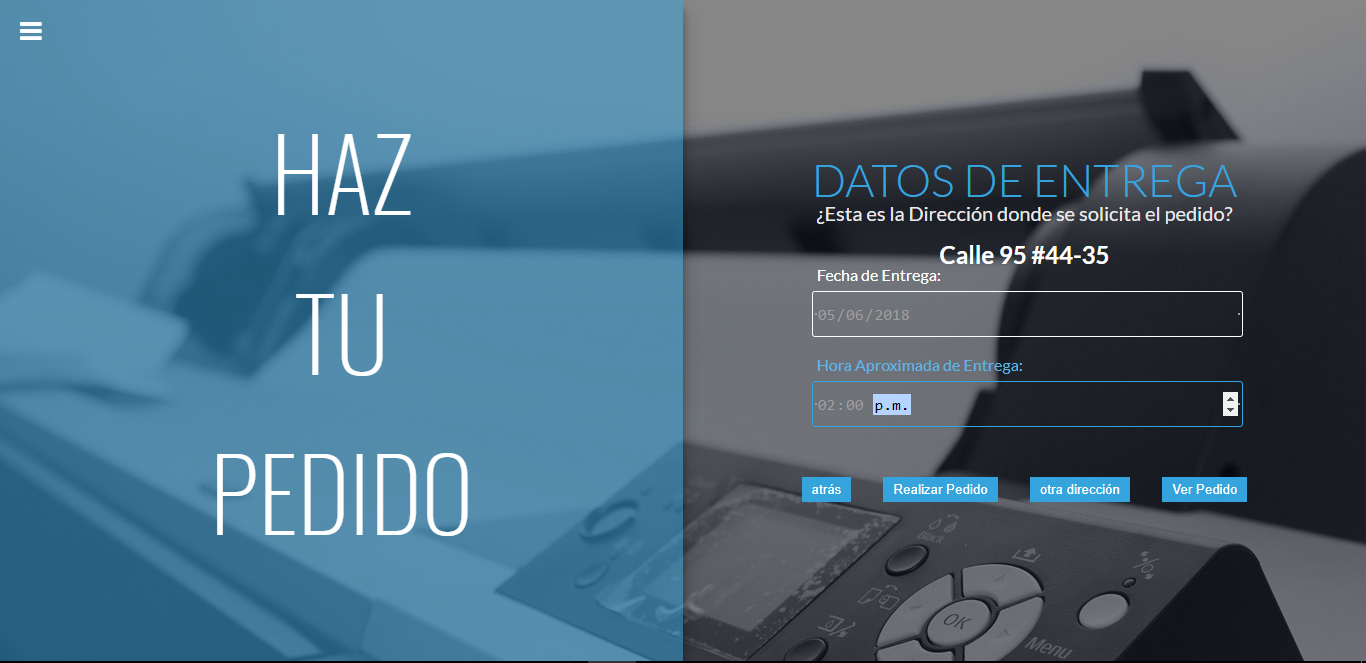 HAZ
TU
PEDIDO
DATOS DE ENTREGA
¿Esta es la Dirección donde se solicita el pedido?
Calle 95 #44-35
Fecha de Entrega:
05/06/2018
Hora Aproximada de Entrega:
02:00 p.m.
atrás Realizar Pedido otra dirección Ver Pedido
Black
OK
Menu